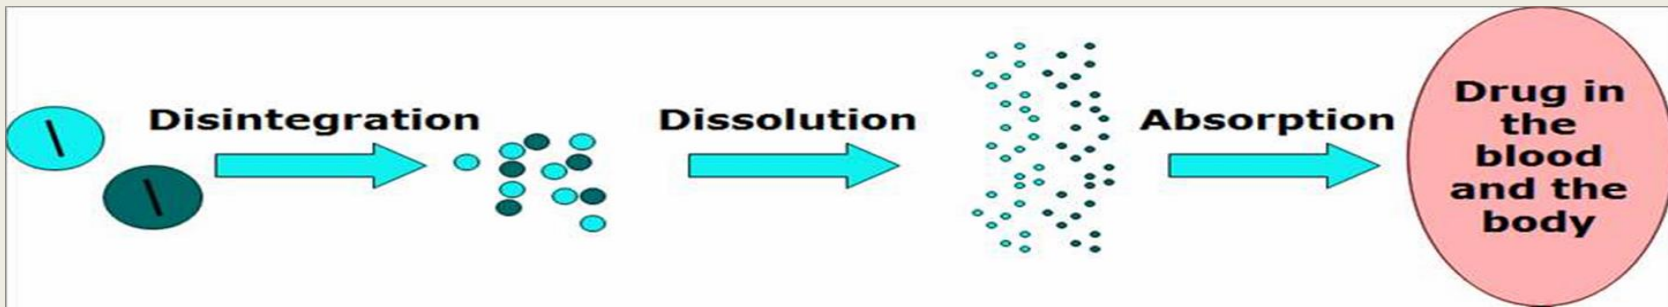 Disintegration
Dissolution
Absorption
Drug in
the
blood
and the
body